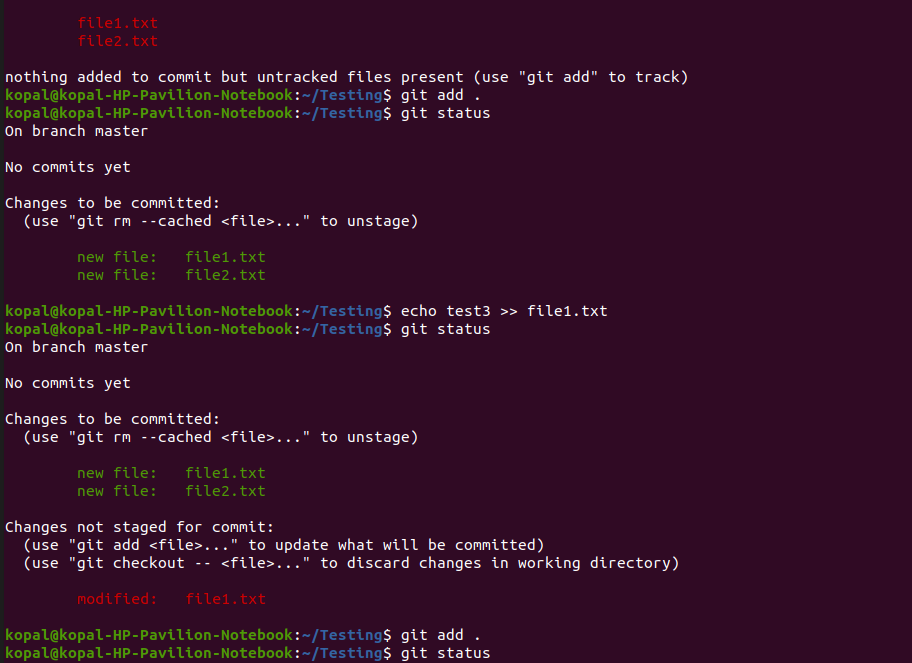 file1.txt
file2.txt
nothing added to commit but untracked files present (use "git add" to track)
kopal@kopal-HP-Pavilion-Notebook:~/Testing$ git add .
kopal@kopal-HP-Pavilion-Notebook:~/Testing$ git status
On branch master
No commits yet
Changes to be committed:
  (use "git rm --cached <file>..." to unstage)
        new file:   file1.txt
        new file:   file2.txt
kopal@kopal-HP-Pavilion-Notebook:~/Testing$ echo test3 >> file1.txt
kopal@kopal-HP-Pavilion-Notebook:~/Testing$ git status
On branch master
No commits yet
Changes to be committed:
  (use "git rm --cached <file>..." to unstage)
        new file:   file1.txt
        new file:   file2.txt
Changes not staged for commit:
  (use "git add <file>..." to update what will be committed)
  (use "git checkout -- <file>..." to discard changes in working directory)
        modified:   file1.txt
kopal@kopal-HP-Pavilion-Notebook:~/Testing$ git add .
kopal@kopal-HP-Pavilion-Notebook:~/Testing$ git status